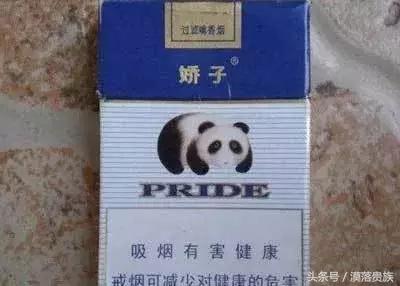 过滤嘴香烟
娇子®
PRIDE
吸烟有害健康
戒烟可减少对健康的危害
头条号/漠落贵族